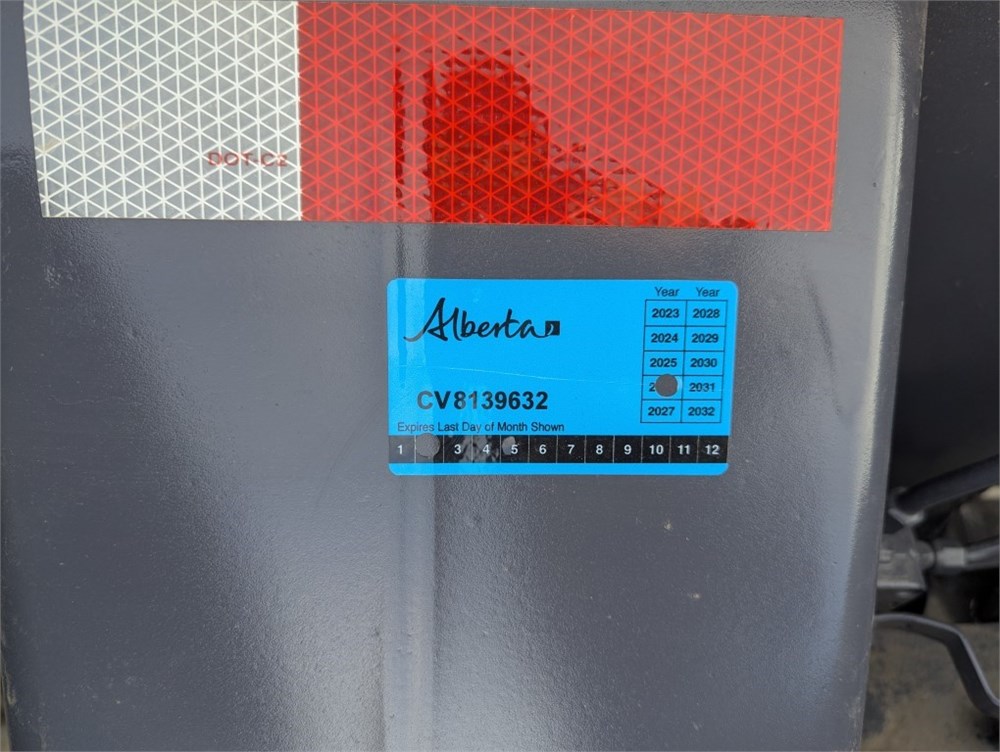 DOT-C2
Alberta
Year Year
2023 2028
2024 2029
2025 2030
2031
2027 2032
CV8139632
Expires Last Day of Month Shown
1 3 4 5 6 7 8 9 10 11 12